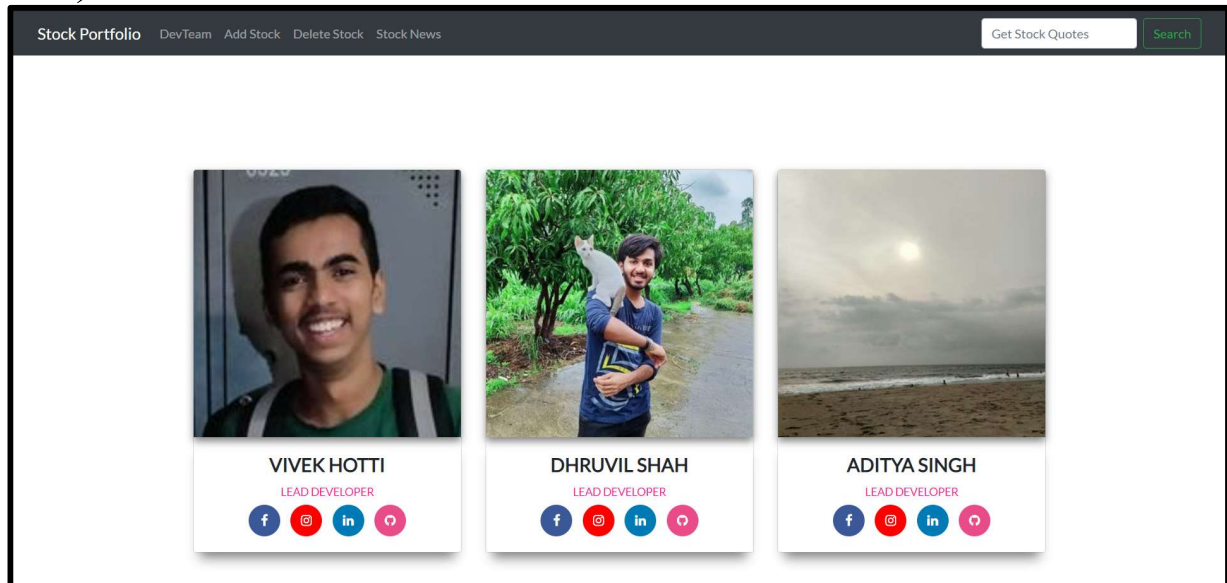 Stock Portfolio DevTeam Add Stock Delete Stock Stock News Get Stock Quotes Search
VIVEK HOTTI DHRUVIL SHAH ADITYA SINGH
LEAD DEVELOPER LEAD DEVELOPER LEAD DEVELOPER